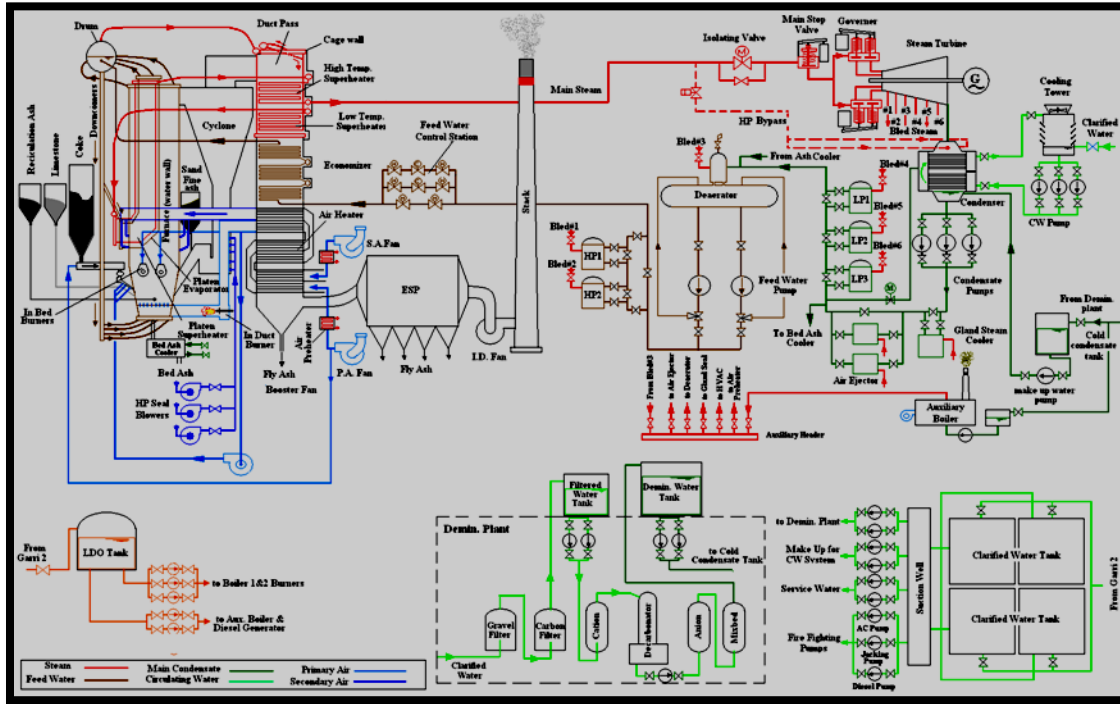 Drum
Duct Pass
Cage wall
High Temp.
Superheater
Low Temp.
Superheater
Economizer
Air Heater
Cyclone
Downcomers
Coke
Limestone
Reciculation Ash
Furnace (water wall)
Sand
Fine ash
Platen
Evaporator
In Bed
Burners
Platen
Superheater
In Duct
Burner
Bed Ash
Cooler
Bed Ash
HP Seal
Blowers
Fly Ash
Booster Fan
Air
Preheater
S.A.Fan
P.A. Fan
ESP
Fly Ash
I.D. Fan
Stack
Feed Water
Control Station
Main Steam
Isolating Valve
M
Main Stop
Valve
Governer
Steam Turbine
G
HP Bypass
#1
#2
#3
#4
#5
#6
Bled Steam
Cooling
Tower
Clarified
Water
CW Pump
Condenser
Condensate
Pumps
Bled#3
From Ash Cooler
Deaerator
Feed Water
Pump
Bled#1
HP1
Bled#2
HP2
Bled#4
LP1
Bled#5
LP2
Bled#6
LP3
M
To Bed Ash
Cooler
Air Ejector
Gland Steam
Cooler
Auxiliary
Boiler
From Demin.
plant
Cold
condensate
tank
make up water
pump
From Bled#3
to Air Ejector
to Deaerator
to Gland Seal
to HVAC
to Air
Preheater
Auxiliary Header
From
Garri 2
LDO Tank
to Boiler 1&2 Burners
to Aux. Boiler &
Diesel Generator
Demin. Plant
Filtered
Water
Tank
Demin. Water
Tank
to Cold
Condensate Tank
Gravel
Filter
Carbon
Filter
Cation
Decarbonator
Anion
Mixbed
Clarified
Water
to Demin. Plant
Make Up for
CW System
Service Water
AC Pump
Fire Fighting
Pumps
Jacking
Pump
Diesel Pump
Suction Well
Clarified Water Tank
Clarified Water Tank
From Garri 2
Steam
Main Condensate
Primary Air
Feed Water
Circulating Water
Secondary Air